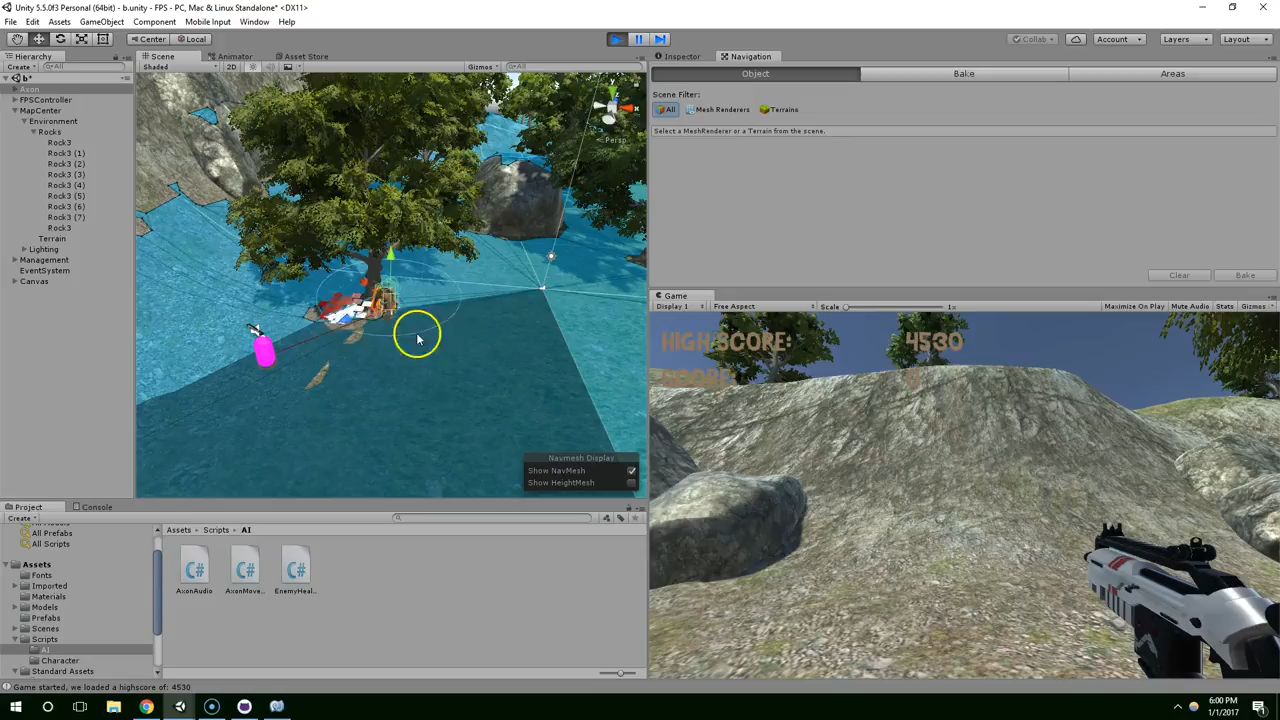 Unity 5.5.0f3 Personal (64bit) - b.unity - FPS - PC, Mac & Linux Standalone* <DX11>
File Edit Assets GameObject Component Mobile Input Window Help
Center Local
Collab Account Layers Layout
Hierarchy
Create All
b*
Axon
FPSController
MapCenter
Environment
Rocks
Rock3
Rock3 (1)
Rock3 (2)
Rock3 (3)
Rock3 (4)
Rock3 (5)
Rock3 (6)
Rock3 (7)
Rock3
Terrain
Lighting
Management
EventSystem
Canvas
Scene Animator Asset Store
Shaded 2D Gizmos All
y
x
Persp
Navmesh Display
Show NavMesh
Show HeightMesh
Inspector Navigation
Object Bake Areas
Scene Filter:
All Mesh Renderers Terrains
Select a MeshRenderer or a Terrain from the scene.
Clear Bake
Game
Display 1 Free Aspect Scale 1x Maximize On Play Mute Audio Stats Gizmos
HIGH SCORE: 4530
SCORE: 0
Project Console
Create
All Prefabs
All Scripts
Assets
Fonts
Imported
Materials
Models
Prefabs
Scenes
Scripts
AI
Character
Standard Assets
Assets Scripts AI
C# C# C#
AxonAudio AxonMove... EnemyHeal...
Game started, we loaded a highscore of: 4530
6:00 PM
1/1/2017